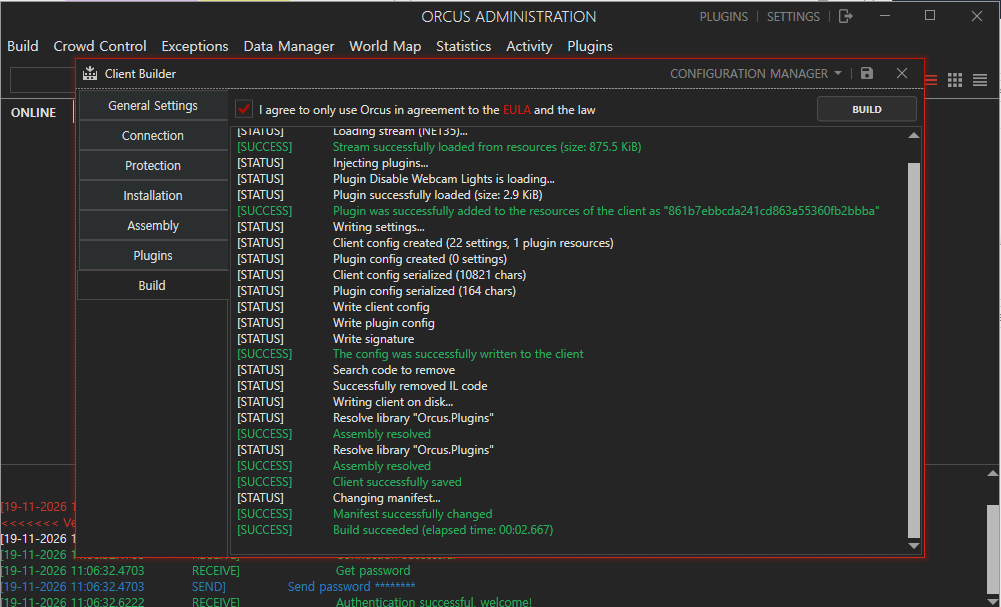 ORCUS ADMINISTRATION
PLUGINS | SETTINGS
Build Crowd Control Exceptions Data Manager World Map Statistics Activity Plugins
Client Builder
CONFIGURATION MANAGER
ONLINE
General Settings
Connection
Protection
Installation
Assembly
Plugins
Build
I agree to only use Orcus in agreement to the EULA and the law
BUILD
[STATUS] Loading stream (NET35)...
[SUCCESS] Stream successfully loaded from resources (size: 875.5 KiB)
[STATUS] Injecting plugins...
[STATUS] Plugin Disable Webcam Lights is loading...
[STATUS] Plugin successfully loaded (size: 2.9 KiB)
[SUCCESS] Plugin was successfully added to the resources of the client as "861b7ebbcda241cd863a55360fb2bbba"
[STATUS] Writing settings...
[STATUS] Client config created (22 settings, 1 plugin resources)
[STATUS] Plugin config created (0 settings)
[STATUS] Client config serialized (10821 chars)
[STATUS] Plugin config serialized (164 chars)
[STATUS] Write client config
[STATUS] Write plugin config
[STATUS] Write signature
[SUCCESS] The config was successfully written to the client
[STATUS] Search code to remove
[STATUS] Successfully removed IL code
[STATUS] Writing client on disk...
[STATUS] Resolve library "Orcus.Plugins"
[SUCCESS] Assembly resolved
[STATUS] Resolve library "Orcus.Plugins"
[SUCCESS] Assembly resolved
[SUCCESS] Client successfully saved
[STATUS] Changing manifest...
[SUCCESS] Manifest successfully changed
[SUCCESS] Build succeeded (elapsed time: 00:02.667)
[19-11-2026 1
<<<<<<< Ve
[19-11-2026 1
[19-11-2026 11:06:32.4703 RECEIVE] Get password
[19-11-2026 11:06:32.4703 SEND] Send password ********
[19-11-2026 11:06:32.6222 RECEIVE] Authentication successful, welcome!